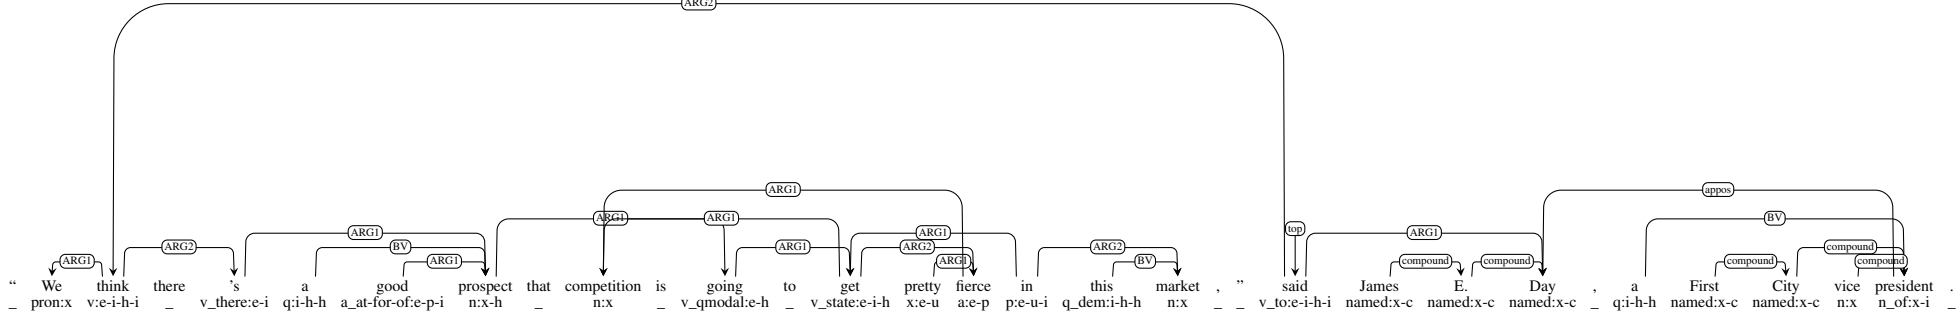 ARG2
ARG1 ARG1 ARG1 appos
top ARG1 BV ARG1 ARG1 BV
ARG2 BV ARG1 ARG2 ARG2 compound
ARG1 ARG1 ARG1 BV compound compound compound compound
“ We think there 's a good prospect that competition is going to get pretty fierce in this market , ” said James E. Day , a First City vice president .
_ pron:x v:e-i-h-i _ v_there:e-i q:i-h-h a_at-for-of:e-p-i n:x-h _ n:x _ v_qmodal:e-h _ v_state:e-i-h x:e-u a:e-p p:e-u-i q_dem:i-h-h n:x _ _ v_to:e-i-h-i named:x-c named:x-c named:x-c _ q:i-h-h named:x-c named:x-c n:x n_of:x-i _